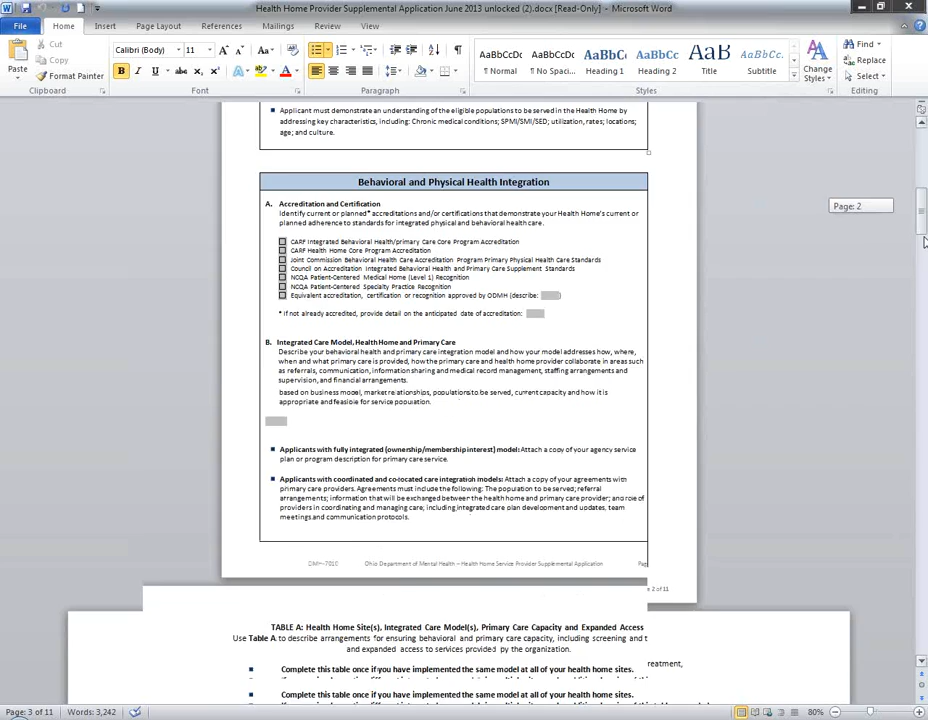 Health Home Provider Supplemental Application June 2013 unlocked (2).docx [Read-Only] - Microsoft Word
File Home Insert Page Layout References Mailings Review View
Cut
Copy
Format Painter
Paste
Clipboard
Calibri (Body) 11
Font
Paragraph
AaBbCcDc AaBbCcDc AaBbC AaBbCc AaB AaBbCc.
¶ Normal ¶ No Spaci... Heading 1 Heading 2 Title Subtitle
Change Styles
Styles
Find
Replace
Select
Editing
Applicant must demonstrate an understanding of the eligible populations to be served in the Health Home by
addressing key characteristics, including: Chronic medical conditions; SPMI/SMI/SED; utilization, rates; locations;
age; and culture.
Behavioral and Physical Health Integration
Page: 2
A. Accreditation and Certification
Identify current or planned* accreditations and/or certifications that demonstrate your Health Home's current or
planned adherence to standards for integrated physical and behavioral health care.
CARF Integrated Behavioral Health/primary Care Core Program Accreditation
CARF Health Home Core Program Accreditation
Joint Commission Behavioral Health Care Accreditation Program Primary Physical Health Care Standards
Council on Accreditation Integrated Behavioral Health and Primary Care Supplement Standards
NCQA Patient-Centered Medical Home (Level 1) Recognition
NCQA Patient-Centered Specialty Practice Recognition
Equivalent accreditation, certification or recognition approved by ODMH (describe: )
* If not already accredited, provide detail on the anticipated date of accreditation:
B. Integrated Care Model, Health Home and Primary Care
Describe your behavioral health and primary care integration model and how your model addresses how, where,
when and what primary care is provided, how the primary care and health home provider collaborate in areas such
as referrals, communication, information sharing and medical record management, staffing arrangements and
supervision, and financial arrangements.
based on business model, market relationships, populations to be served, current capacity and how it is
appropriate and feasible for service population.
Applicants with fully integrated (ownership/membership interest) model: Attach a copy of your agency service
plan or program description for primary care service.
Applicants with coordinated and co-located care integration models: Attach a copy of your agreements with
primary care providers. Agreements must include the following: The population to be served; referral
arrangements; information that will be exchanged between the health home and primary care provider; and role of
providers in coordinating and managing care, including integrated care plan development and updates, team
meetings and communication protocols.
Ohio Department of Mental Health – Health Home Service Provider Supplemental Application Pag
e 2 of 11
TABLE A: Health Home Site(s), Integrated Care Model(s), Primary Care Capacity and Expanded Access
Use Table A to describe arrangements for ensuring behavioral and primary care capacity, including screening and t
and expanded access to services provided by the organization.
reatment,
Complete this table once if you have implemented the same model at all of your health home sites.
Complete this table once if you have implemented the same model at all of your health home sites.
Page: 3 of 11 Words: 3,242 80%